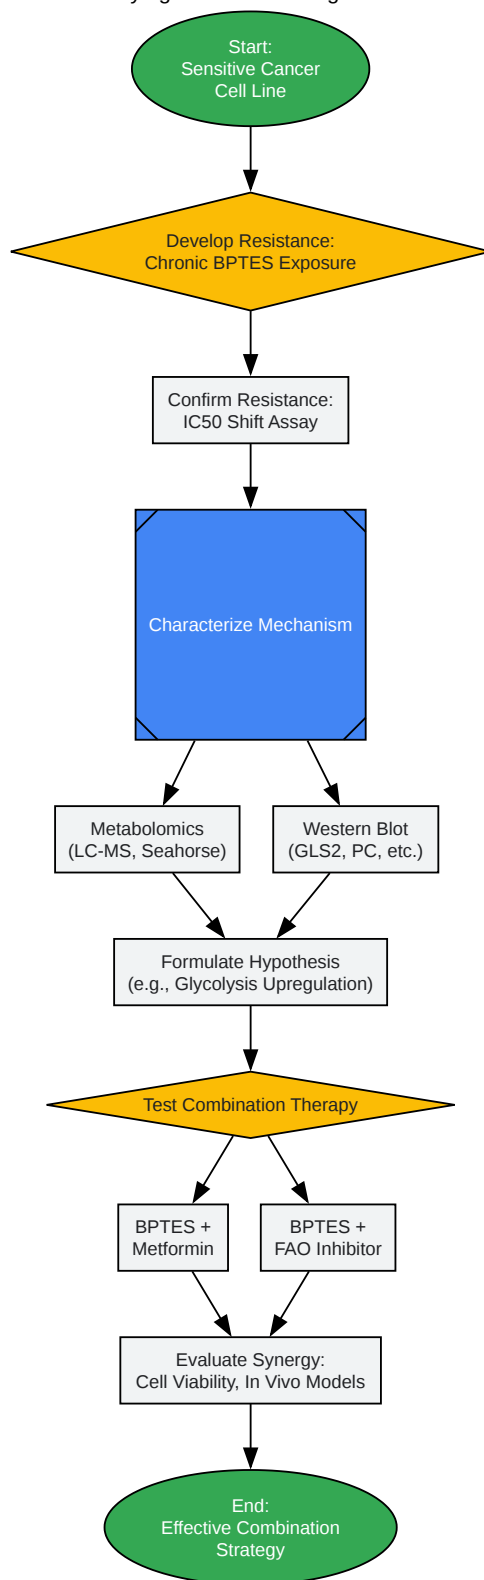 Start:
Sensitive Cancer
Cell Line
Develop Resistance:
Chronic BPTES Exposure
Confirm Resistance:
IC50 Shift Assay
Characterize Mechanism
Metabolomics
(LC-MS, Seahorse)
Western Blot
(GLS2, PC, etc.)
Formulate Hypothesis
(e.g., Glycolysis Upregulation)
Test Combination Therapy
BPTES +
Metformin
BPTES +
FAO Inhibitor
Evaluate Synergy:
Cell Viability, In Vivo Models
End:
Effective Combination
Strategy